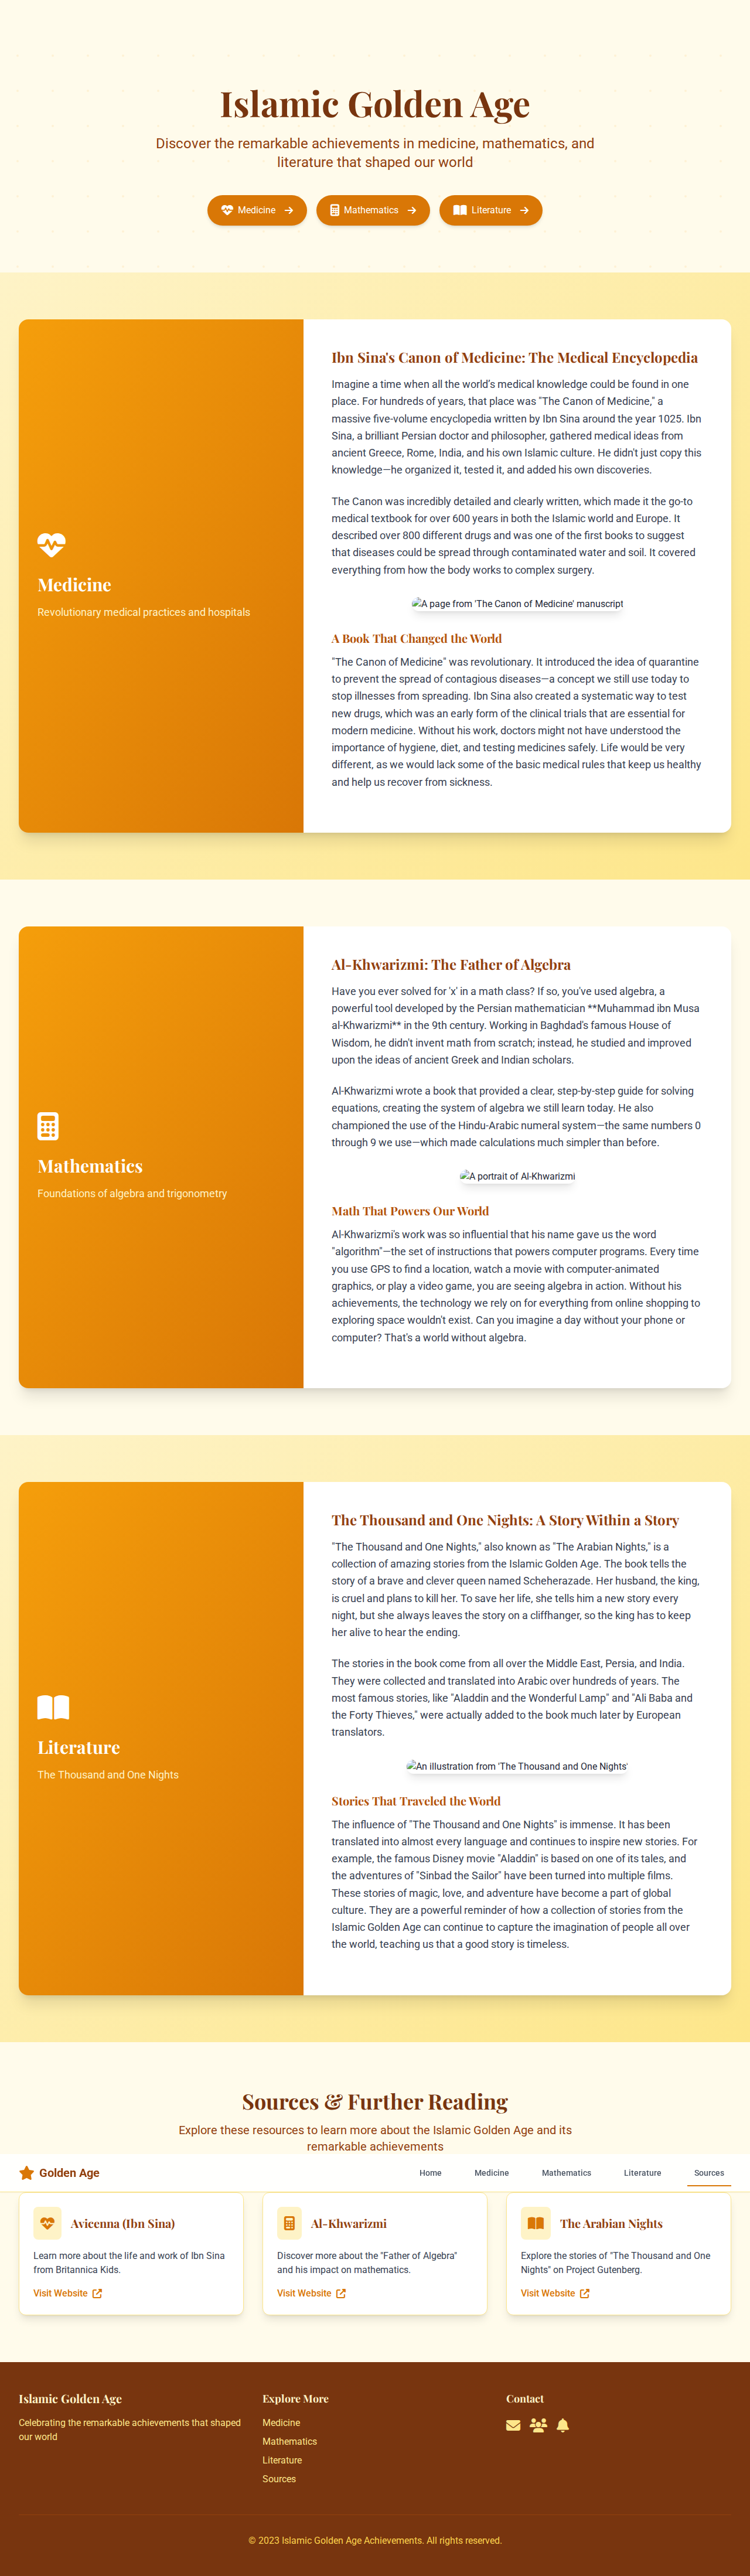 Islamic Golden Age
Discover the remarkable achievements in medicine, mathematics, and
literature that shaped our world
Medicine
Mathematics
Literature
Medicine
Revolutionary medical practices and hospitals
Ibn Sina's Canon of Medicine: The Medical Encyclopedia
Imagine a time when all the world's medical knowledge could be found in one
place. For hundreds of years, that place was "The Canon of Medicine," a
massive five-volume encyclopedia written by Ibn Sina around the year 1025. Ibn
Sina, a brilliant Persian doctor and philosopher, gathered medical ideas from
ancient Greece, Rome, India, and his own Islamic culture. He didn't just copy this
knowledge—he organized it, tested it, and added his own discoveries.
The Canon was incredibly detailed and clearly written, which made it the go-to
medical textbook for over 600 years in both the Islamic world and Europe. It
described over 800 different drugs and was one of the first books to suggest
that diseases could be spread through contaminated water and soil. It covered
everything from how the body works to complex surgery.
A page from 'The Canon of Medicine' manuscript
A Book That Changed the World
"The Canon of Medicine" was revolutionary. It introduced the idea of quarantine
to prevent the spread of contagious diseases—a concept we still use today to
stop illnesses from spreading. Ibn Sina also created a systematic way to test
new drugs, which was an early form of the clinical trials that are essential for
modern medicine. Without his work, doctors might not have understood the
importance of hygiene, diet, and testing medicines safely. Life would be very
different, as we would lack some of the basic medical rules that keep us healthy
and help us recover from sickness.
Mathematics
Foundations of algebra and trigonometry
Al-Khwarizmi: The Father of Algebra
Have you ever solved for 'x' in a math class? If so, you've used algebra, a
powerful tool developed by the Persian mathematician **Muhammad ibn Musa
al-Khwarizmi** in the 9th century. Working in Baghdad's famous House of
Wisdom, he didn't invent math from scratch; instead, he studied and improved
upon the ideas of ancient Greek and Indian scholars.
Al-Khwarizmi wrote a book that provided a clear, step-by-step guide for solving
equations, creating the system of algebra we still learn today. He also
championed the use of the Hindu-Arabic numeral system—the same numbers 0
through 9 we use—which made calculations much simpler than before.
A portrait of Al-Khwarizmi
Math That Powers Our World
Al-Khwarizmi's work was so influential that his name gave us the word
"algorithm"—the set of instructions that powers computer programs. Every time
you use GPS to find a location, watch a movie with computer-animated
graphics, or play a video game, you are seeing algebra in action. Without his
achievements, the technology we rely on for everything from online shopping to
exploring space wouldn't exist. Can you imagine a day without your phone or
computer? That's a world without algebra.
Literature
The Thousand and One Nights
The Thousand and One Nights: A Story Within a Story
"The Thousand and One Nights," also known as "The Arabian Nights," is a
collection of amazing stories from the Islamic Golden Age. The book tells the
story of a brave and clever queen named Scheherazade. Her husband, the king,
is cruel and plans to kill her. To save her life, she tells him a new story every
night, but she always leaves the story on a cliffhanger, so the king has to keep
her alive to hear the ending.
The stories in the book come from all over the Middle East, Persia, and India.
They were collected and translated into Arabic over hundreds of years. The
most famous stories, like "Aladdin and the Wonderful Lamp" and "Ali Baba and
the Forty Thieves," were actually added to the book much later by European
translators.
An illustration from 'The Thousand and One Nights'
Stories That Traveled the World
The influence of "The Thousand and One Nights" is immense. It has been
translated into almost every language and continues to inspire new stories. For
example, the famous Disney movie "Aladdin" is based on one of its tales, and
the adventures of "Sinbad the Sailor" have been turned into multiple films.
These stories of magic, love, and adventure have become a part of global
culture. They are a powerful reminder of how a collection of stories from the
Islamic Golden Age can continue to capture the imagination of people all over
the world, teaching us that a good story is timeless.
Sources & Further Reading
Explore these resources to learn more about the Islamic Golden Age and its
remarkable achievements
Golden Age
Home
Medicine
Mathematics
Literature
Sources
Avicenna (Ibn Sina)
Learn more about the life and work of Ibn Sina
from Britannica Kids.
Visit Website
Al-Khwarizmi
Discover more about the "Father of Algebra"
and his impact on mathematics.
Visit Website
The Arabian Nights
Explore the stories of "The Thousand and One
Nights" on Project Gutenberg.
Visit Website
Islamic Golden Age
Celebrating the remarkable achievements that shaped
our world
Explore More
Medicine
Mathematics
Literature
Sources
Contact
© 2023 Islamic Golden Age Achievements. All rights reserved.